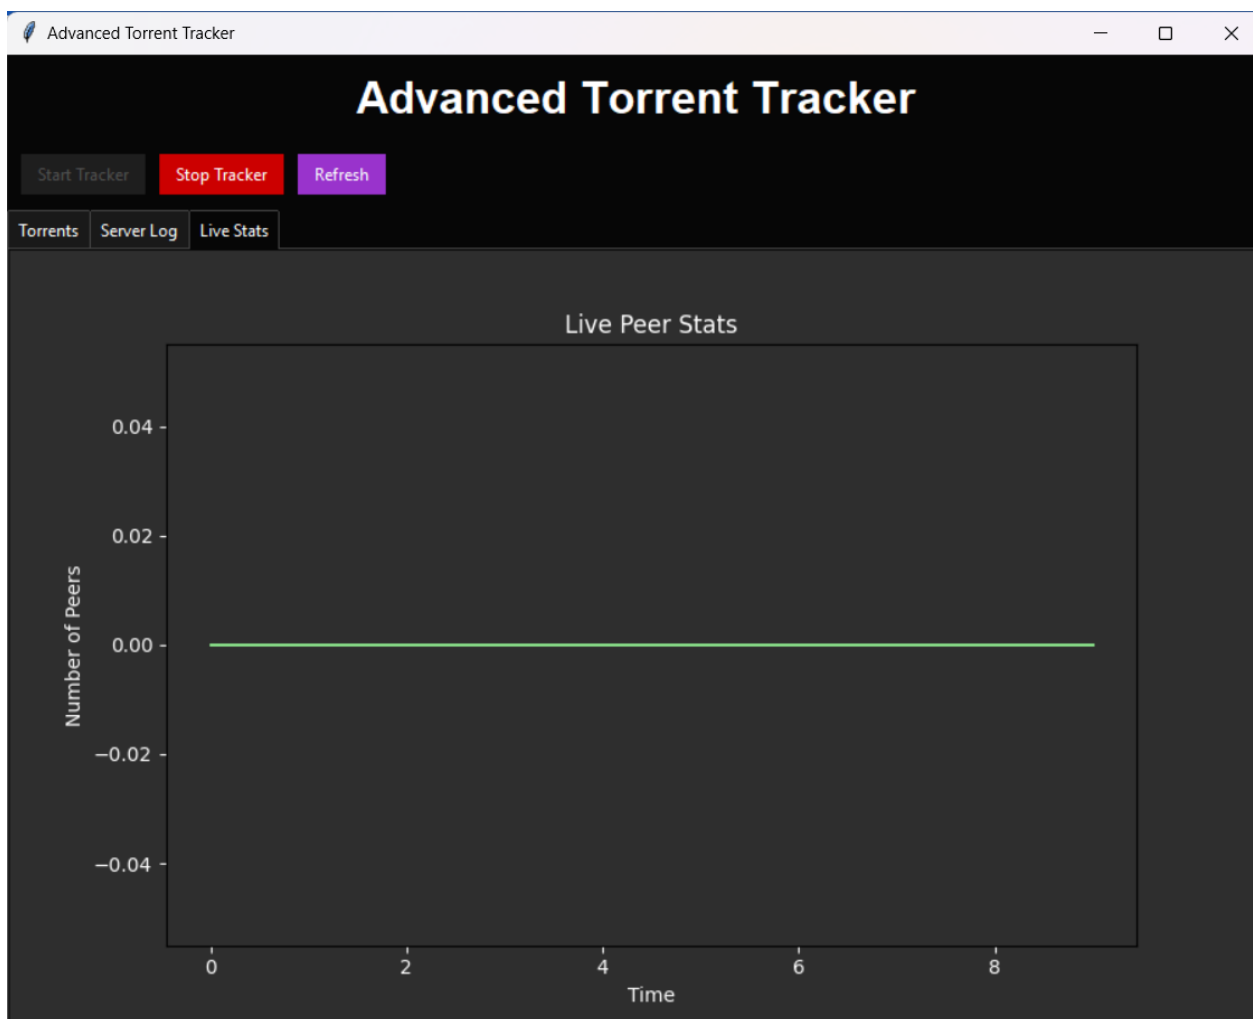 Advanced Torrent Tracker
Advanced Torrent Tracker
Start Tracker Stop Tracker Refresh
Torrents Server Log Live Stats
Live Peer Stats
Number of Peers
0.04
0.02
0.00
−0.02
−0.04
0 2 4 6 8
Time